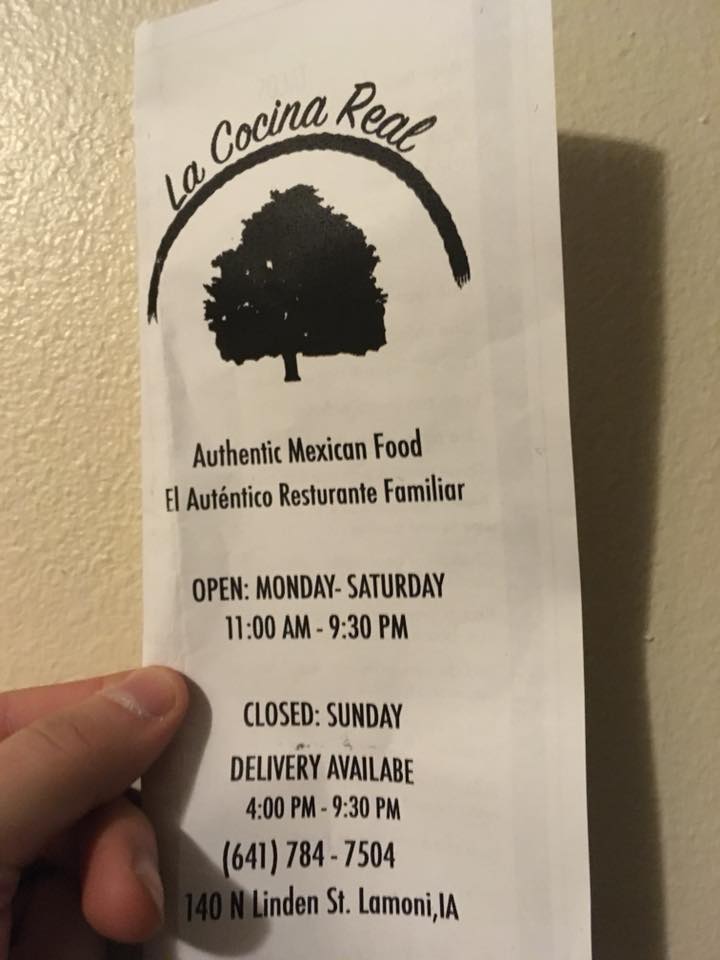 La Cocina Real
Authentic Mexican Food
El Auténtico Resturante Familiar
OPEN: MONDAY- SATURDAY
11:00 AM - 9:30 PM
CLOSED: SUNDAY
DELIVERY AVAILABE
4:00 PM - 9:30 PM
(641) 784 - 7504
140 N Linden St. Lamoni,IA